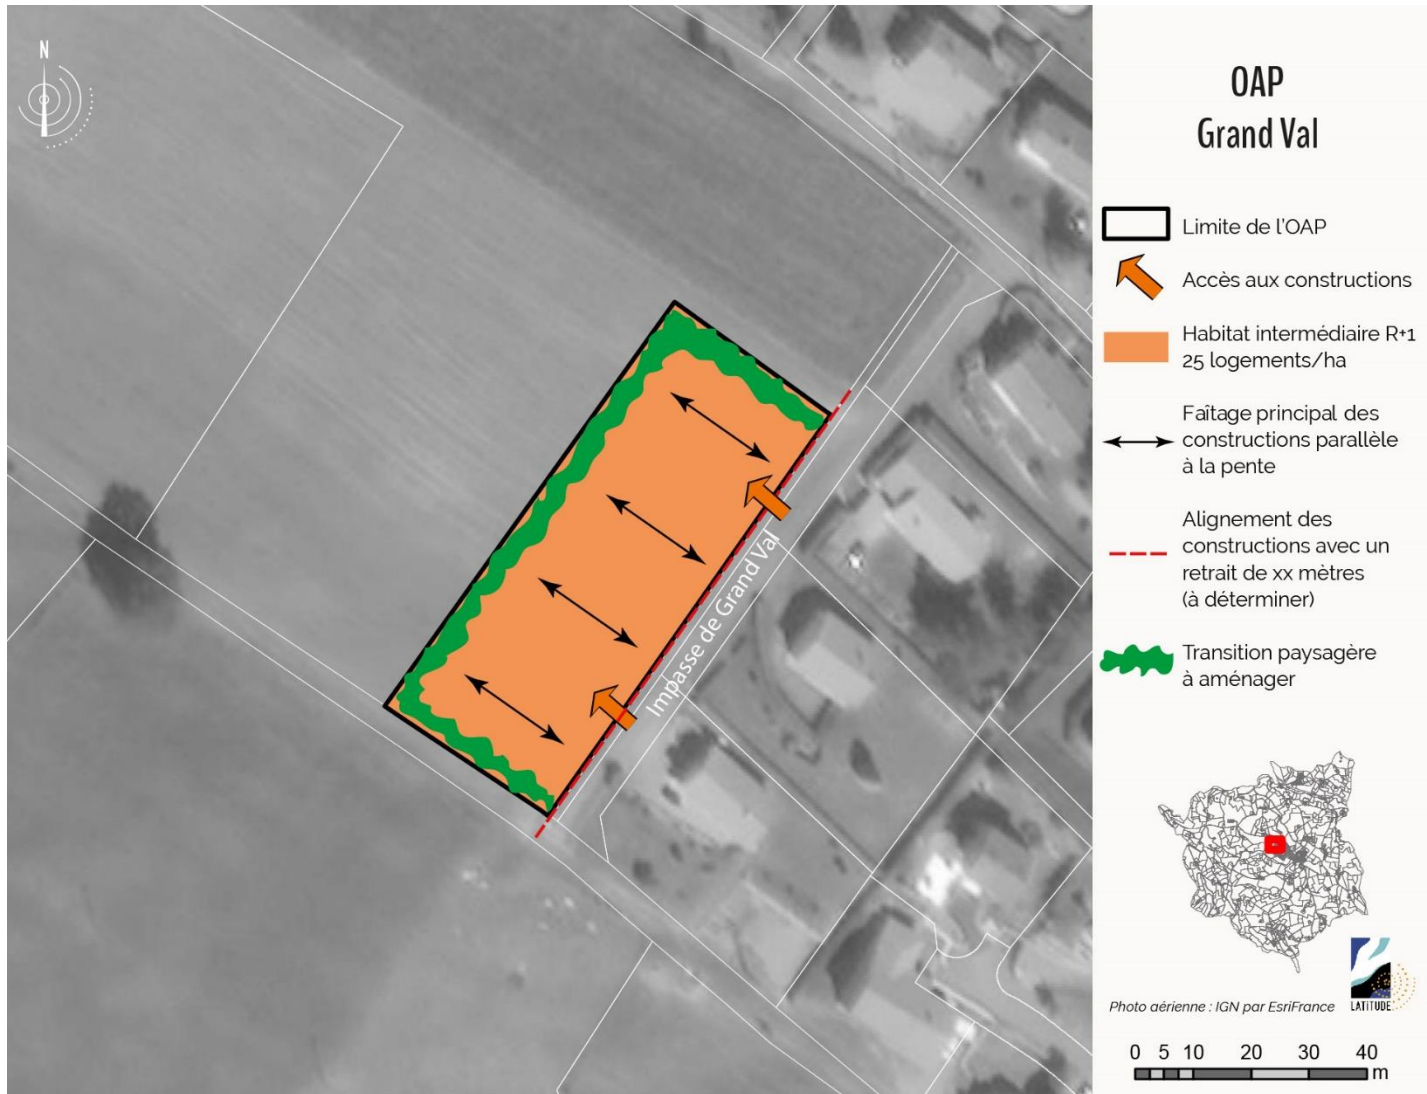 N
OAP
Grand Val
Limite de l'OAP
Accès aux constructions
Habitat intermédiaire R+1
25 logements/ha
Faîtage principal des
constructions parallèle
à la pente
Alignement des
constructions avec un
retrait de xx mètres
(à déterminer)
Transition paysagère
à aménager
Impasse de Grand Val
Photo aérienne : IGN par EsriFrance
LATITUDE
0 5 10 20 30 40
m